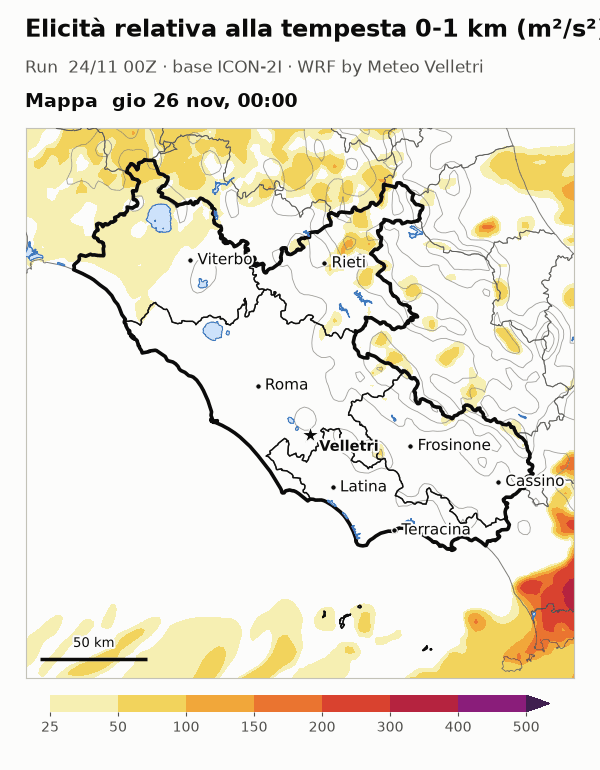 Elicità relativa alla tempesta 0-1 km (m²/s²)
Run 24/11 00Z · base ICON-2I · WRF by Meteo Velletri
Mappa gio 26 nov, 00:00
Viterbo
Rieti
Roma
Velletri
Frosinone
Cassino
Latina
Terracina
50 km
25 50 100 150 200 300 400 500